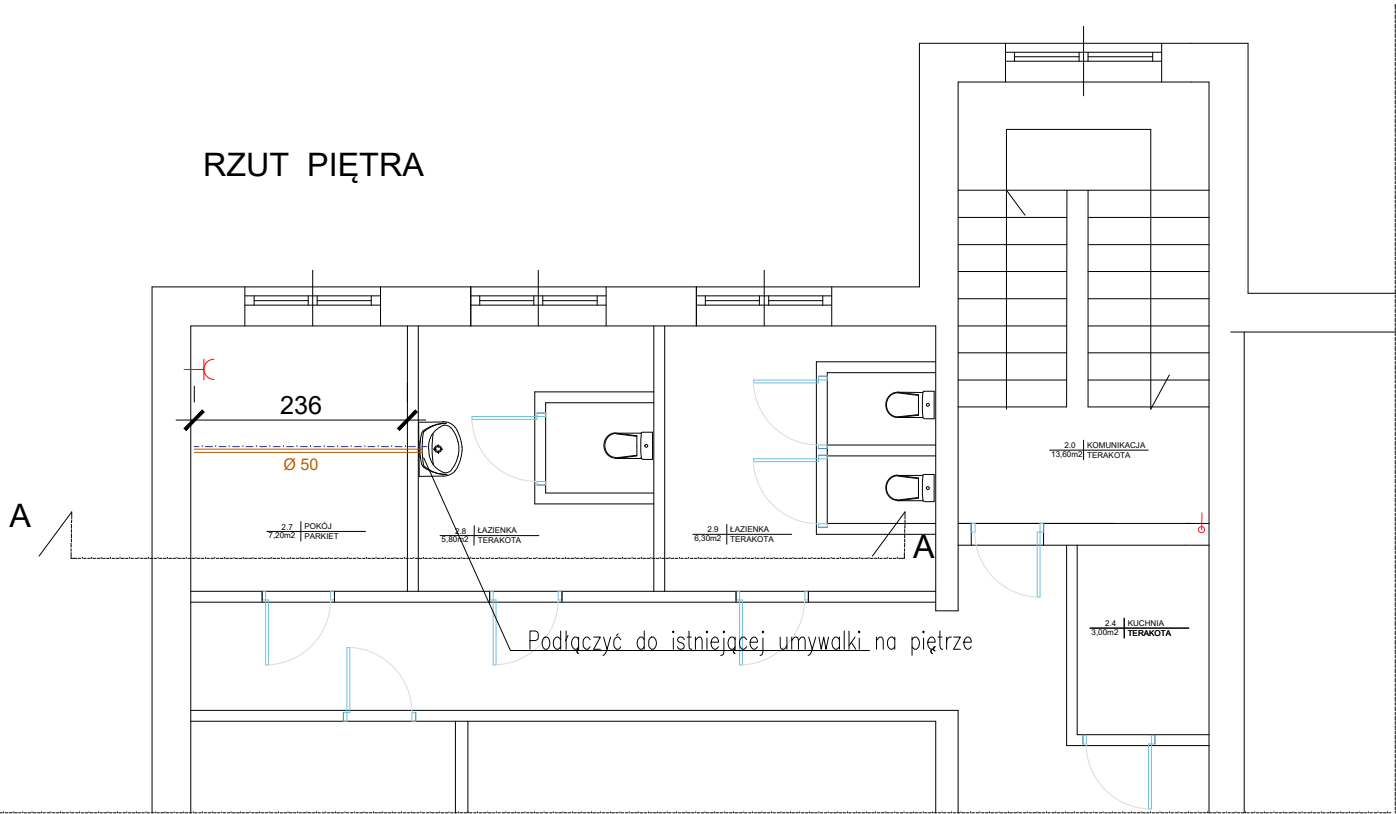 RZUT PIĘTRA
236
Ø 50
A
2.7 POKÓJ
7,20m2 PARKIET
2.8 ŁAZIENKA
5,80m2 TERAKOTA
2.9 ŁAZIENKA
6,30m2 TERAKOTA
A
2.0 KOMUNIKACJA
13,60m2 TERAKOTA
2.4 KUCHNIA
3,00m2 TERAKOTA
Podłączyć do istniejącej umywalki na piętrze